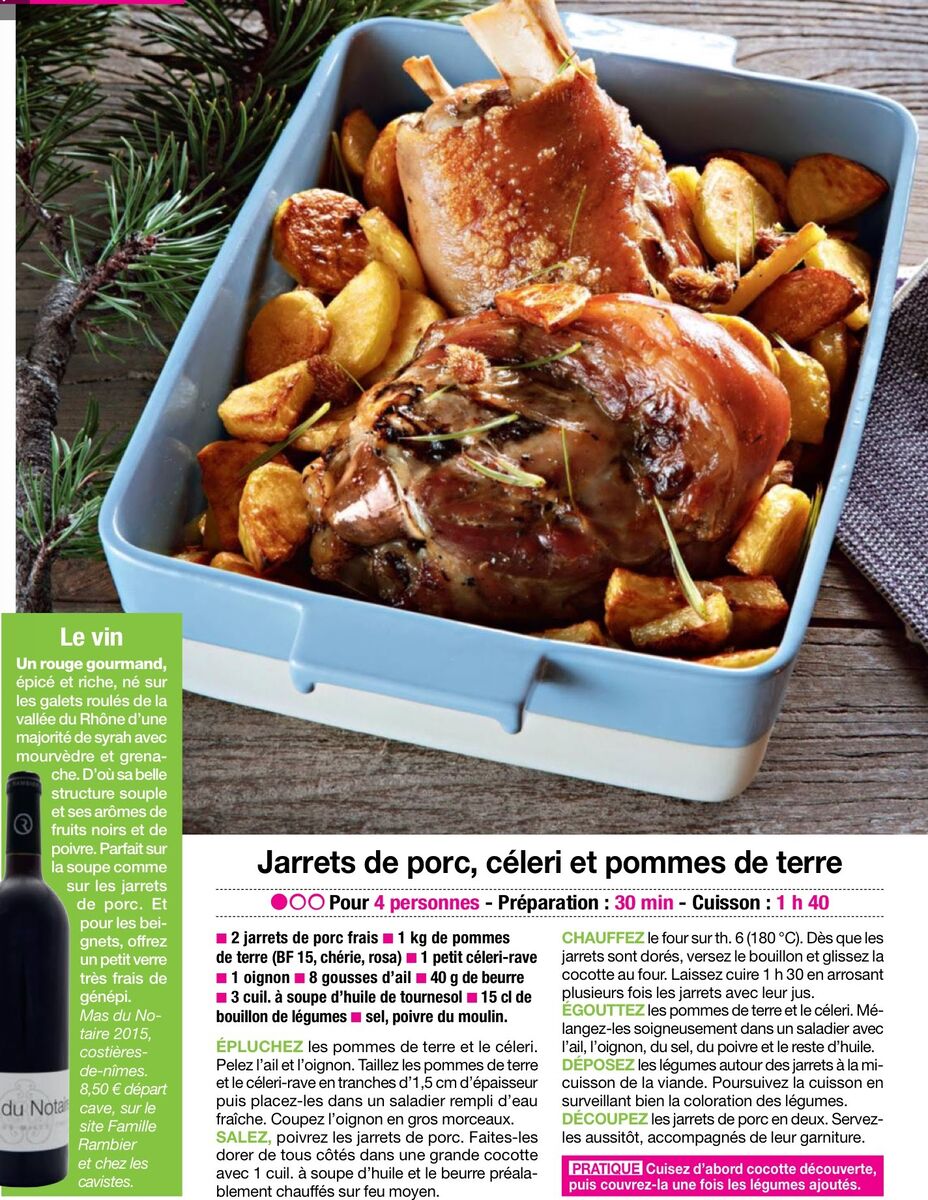 Le vin
Un rouge gourmand,
épicé et riche, né sur
les galets roulés de la
vallée du Rhône d'une
majorité de syrah avec
mourvèdre et grena-
che. D'où sa belle
structure souple
et ses arômes de
fruits noirs et de
poivre. Parfait sur
la soupe comme
sur les jarrets
de porc. Et
pour les bei-
gnets, offrez
un petit verre
très frais de
génépi.
Mas du No-
taire 2015,
costières-
de-nîmes.
8,50 € départ
cave, sur le
site Famille
Rambier
et chez les
cavistes.
du Notaire
Jarrets de porc, céleri et pommes de terre
Pour 4 personnes - Préparation : 30 min - Cuisson : 1 h 40
■ 2 jarrets de porc frais ■ 1 kg de pommes
de terre (BF 15, chérie, rosa) ■ 1 petit céleri-rave
■ 1 oignon ■ 8 gousses d'ail ■ 40 g de beurre
■ 3 cuil. à soupe d'huile de tournesol ■ 15 cl de
bouillon de légumes ■ sel, poivre du moulin.
ÉPLUCHEZ les pommes de terre et le céleri.
Pelez l'ail et l'oignon. Taillez les pommes de terre
et le céleri-rave en tranches d'1,5 cm d'épaisseur
puis placez-les dans un saladier rempli d'eau
fraîche. Coupez l'oignon en gros morceaux.
SALEZ, poivrez les jarrets de porc. Faites-les
dorer de tous côtés dans une grande cocotte
avec 1 cuil. à soupe d'huile et le beurre préala-
blement chauffés sur feu moyen.
CHAUFFEZ le four sur th. 6 (180 °C). Dès que les
jarrets sont dorés, versez le bouillon et glissez la
cocotte au four. Laissez cuire 1 h 30 en arrosant
plusieurs fois les jarrets avec leur jus.
ÉGOUTTEZ les pommes de terre et le céleri. Mé-
langez-les soigneusement dans un saladier avec
l'ail, l'oignon, du sel, du poivre et le reste d'huile.
DÉPOSEZ les légumes autour des jarrets à la mi-
cuisson de la viande. Poursuivez la cuisson en
surveillant bien la coloration des légumes.
DÉCOUPEZ les jarrets de porc en deux. Servez-
les aussitôt, accompagnés de leur garniture.
PRATIQUE Cuisez d'abord cocotte découverte,
puis couvrez-la une fois les légumes ajoutés.